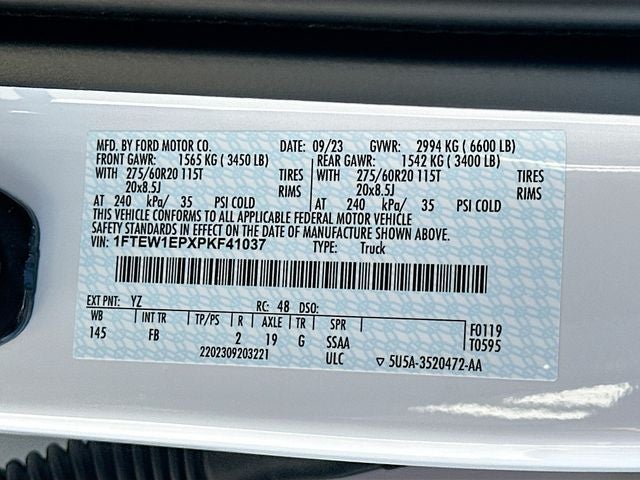 MFD. BY FORD MOTOR CO. DATE: 09/23 GVWR: 2994 KG ( 6600 LB)
FRONT GAWR: 1565 KG ( 3450 LB) REAR GAWR: 1542 KG ( 3400 LB)
WITH 275/60R20 115T TIRES WITH 275/60R20 115T TIRES
20x8.5J RIMS 20x8.5J RIMS
AT 240 kPa/ 35 PSI COLD AT 240 kPa/ 35 PSI COLD
THIS VEHICLE CONFORMS TO ALL APPLICABLE FEDERAL MOTOR VEHICLE
SAFETY STANDARDS IN EFFECT ON THE DATE OF MANUFACTURE SHOWN ABOVE.
VIN: 1FTEW1EPXPKF41037 TYPE: Truck
EXT PNT: YZ RC: 48 DSO:
WB INT TR TP/PS R AXLE TR SPR F0119
145 FB 2 19 G SSAA T0595
2202309203221 ULC 5U5A-3520472-AA